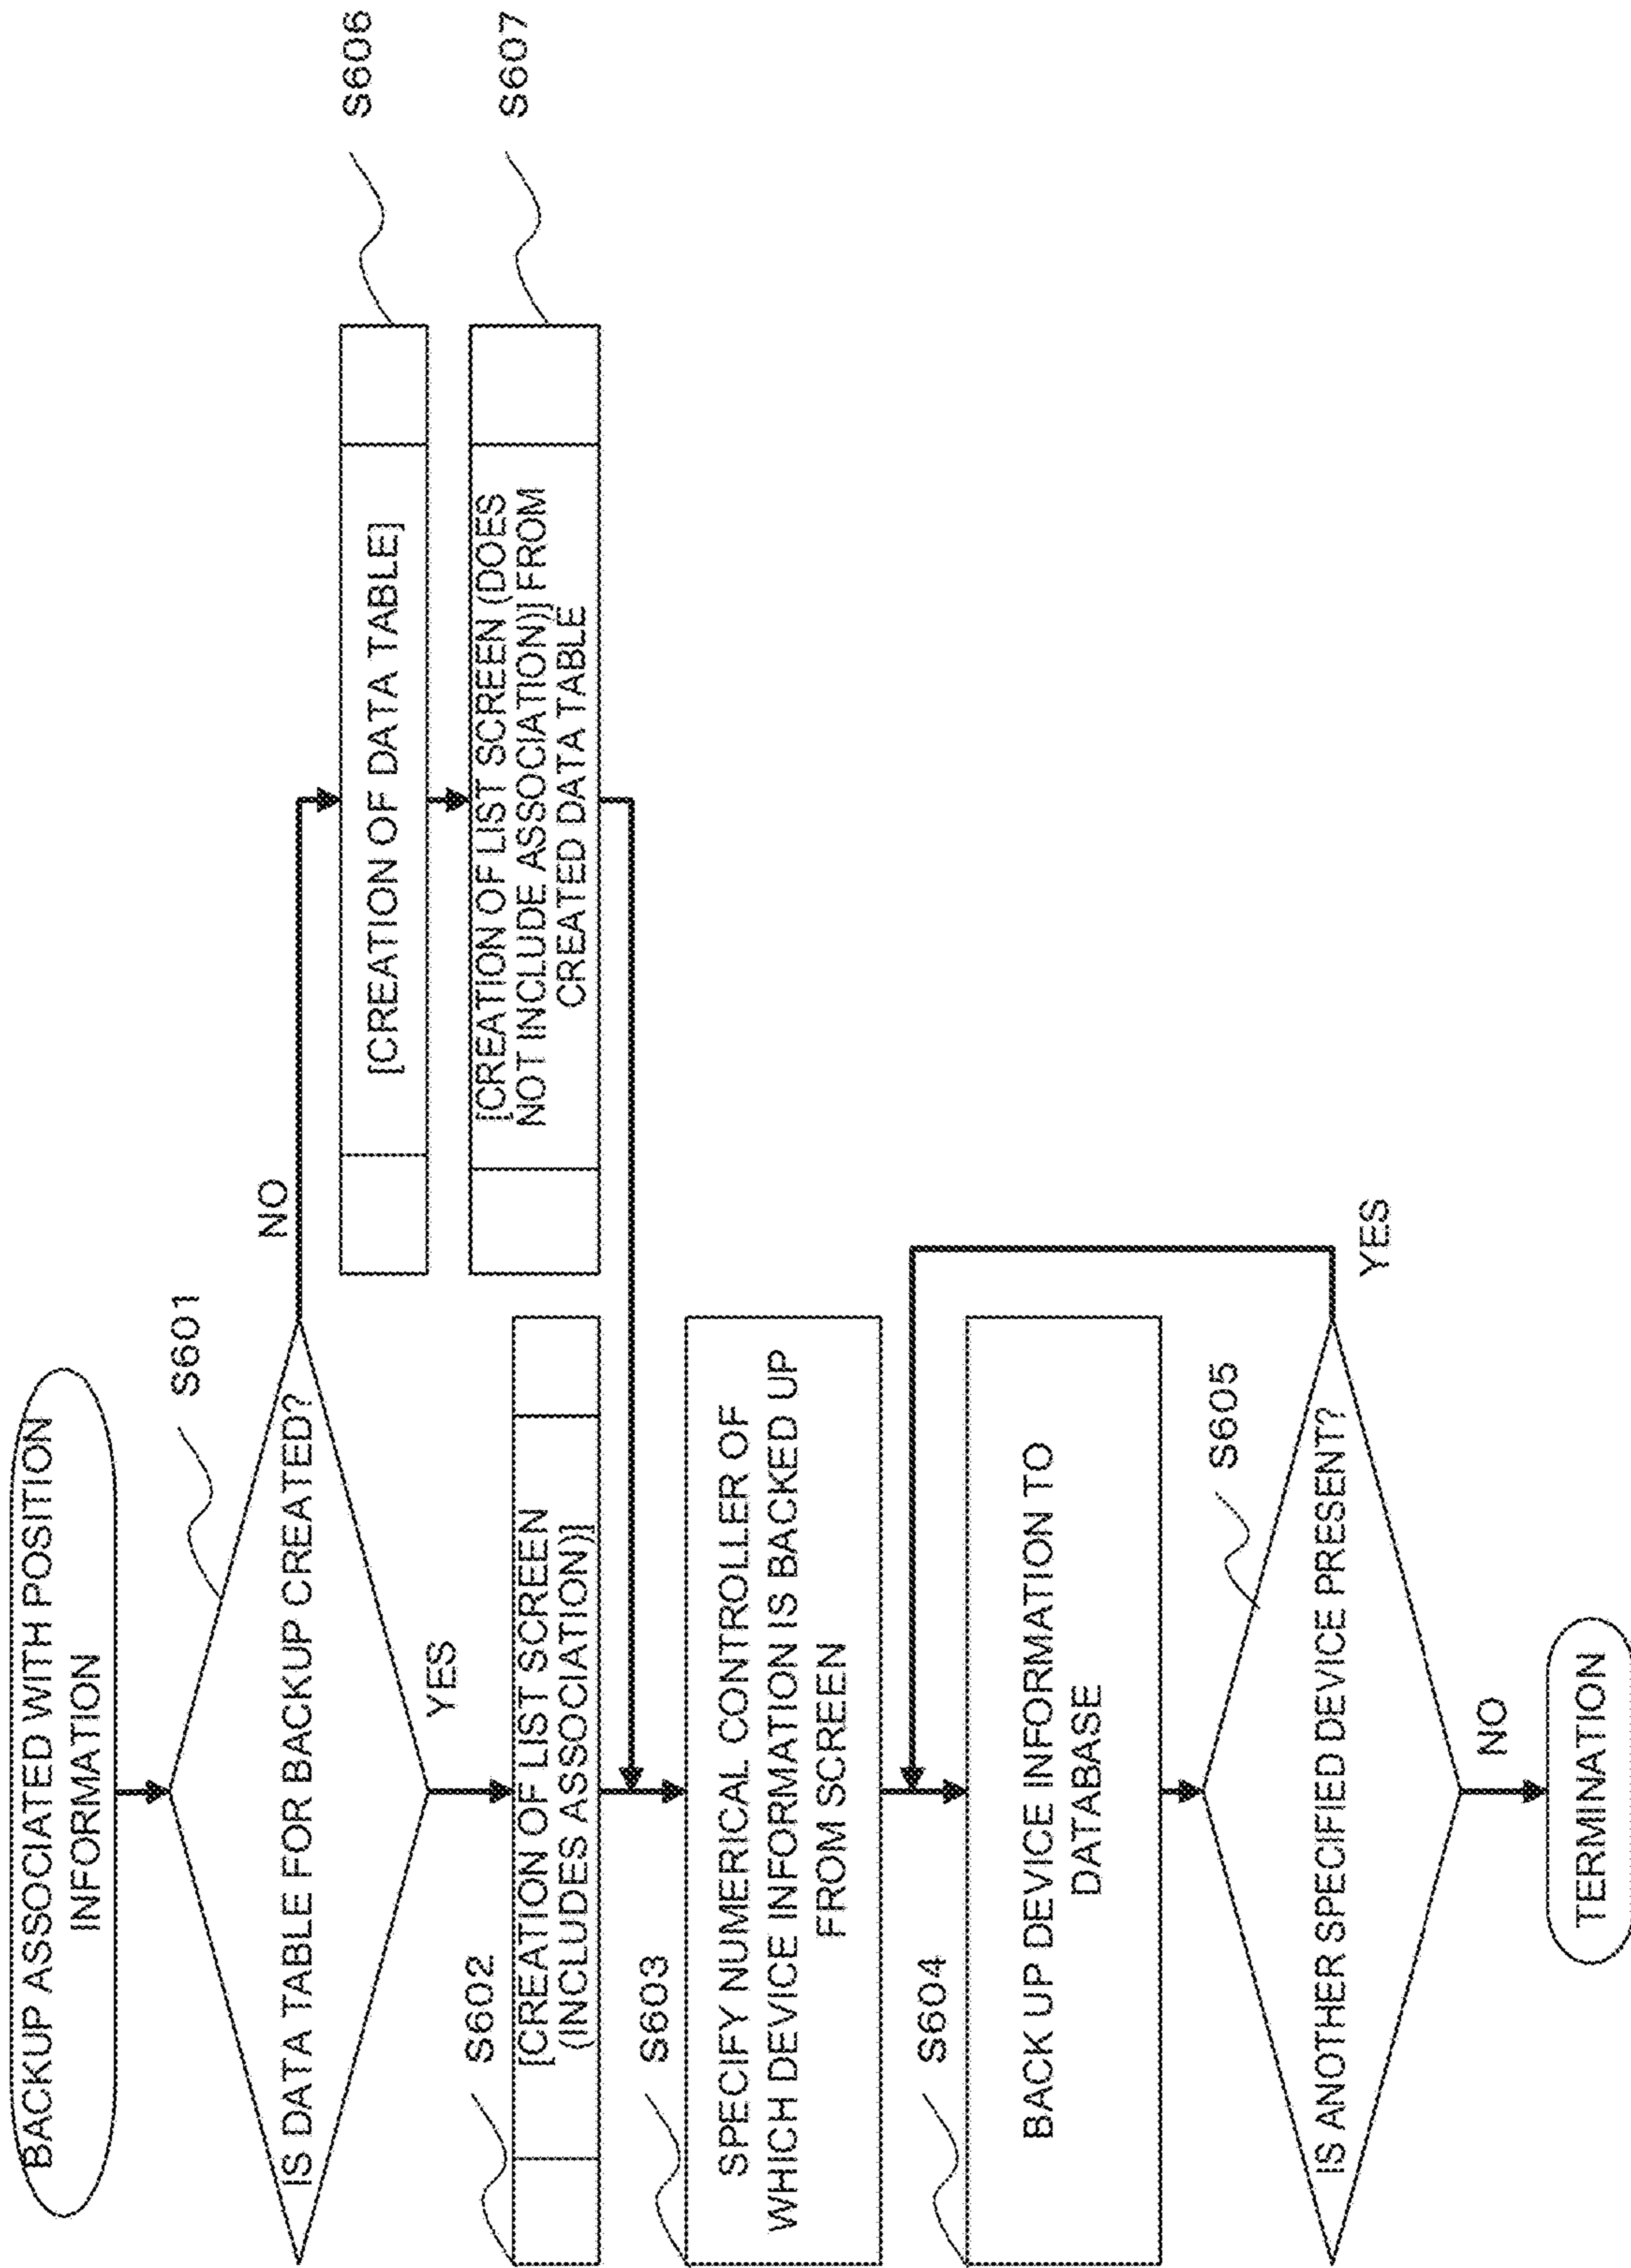 BACKUP ASSOCIATED WITH POSITION
INFORMATION
S601
IS DATA TABLE FOR BACKUP CREATED?
NO
YES
S606
[CREATION OF DATA TABLE]
S607
[CREATION OF LIST SCREEN (DOES
NOT INCLUDE ASSOCIATION)] FROM
CREATED DATA TABLE
S602
[CREATION OF LIST SCREEN
(INCLUDES ASSOCIATION)]
S603
SPECIFY NUMERICAL CONTROLLER OF
WHICH DEVICE INFORMATION IS BACKED UP
FROM SCREEN
S604
BACK UP DEVICE INFORMATION TO
DATABASE
S605
IS ANOTHER SPECIFIED DEVICE PRESENT?
YES
NO
TERMINATION